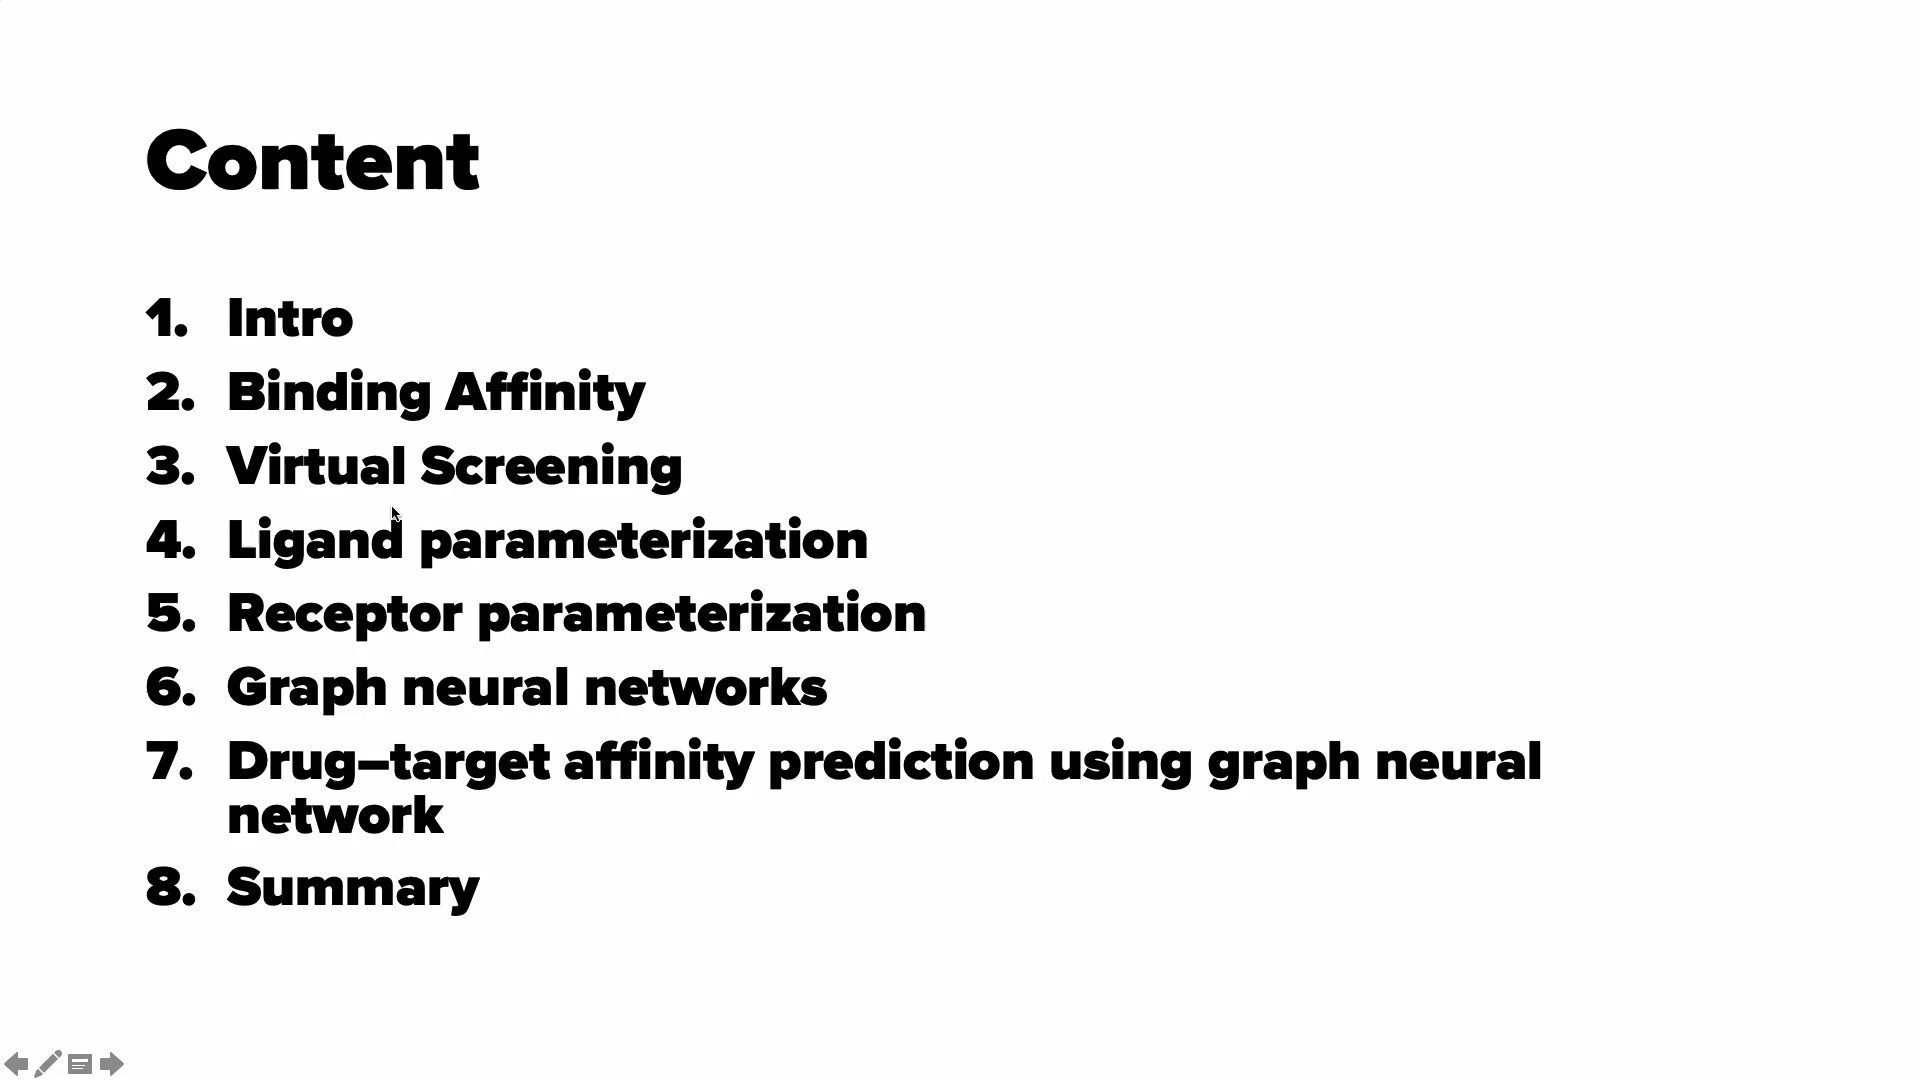 Content
1. Intro
2. Binding Affinity
3. Virtual Screening
4. Ligand parameterization
5. Receptor parameterization
6. Graph neural networks
7. Drug–target affinity prediction using graph neural
network
8. Summary